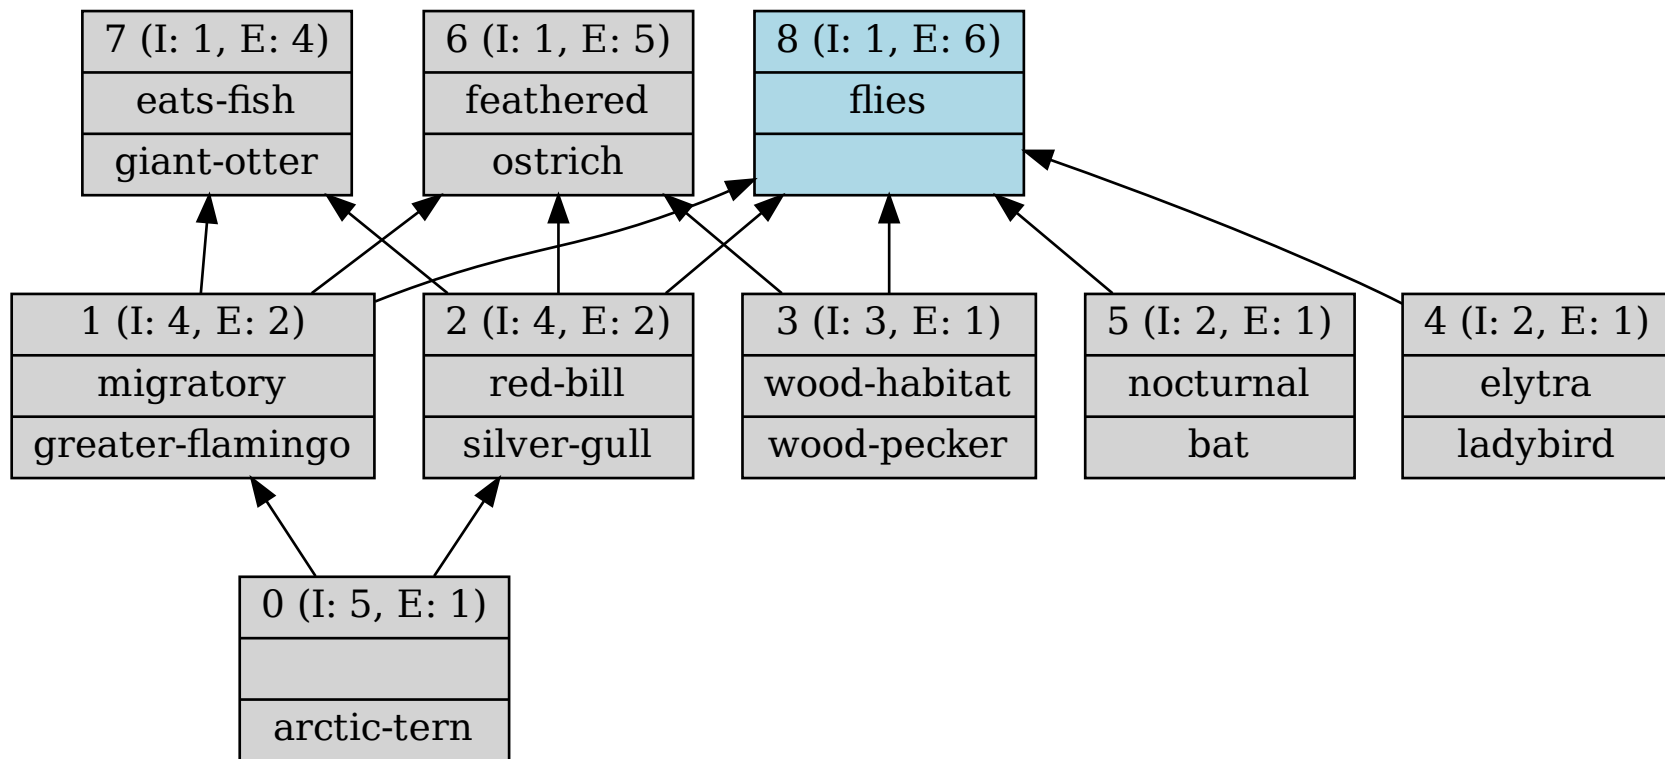 7 (I: 1, E: 4)
eats-fish
giant-otter
6 (I: 1, E: 5)
feathered
ostrich
8 (I: 1, E: 6)
flies
1 (I: 4, E: 2)
migratory
greater-flamingo
2 (I: 4, E: 2)
red-bill
silver-gull
3 (I: 3, E: 1)
wood-habitat
wood-pecker
5 (I: 2, E: 1)
nocturnal
bat
4 (I: 2, E: 1)
elytra
ladybird
0 (I: 5, E: 1)
arctic-tern